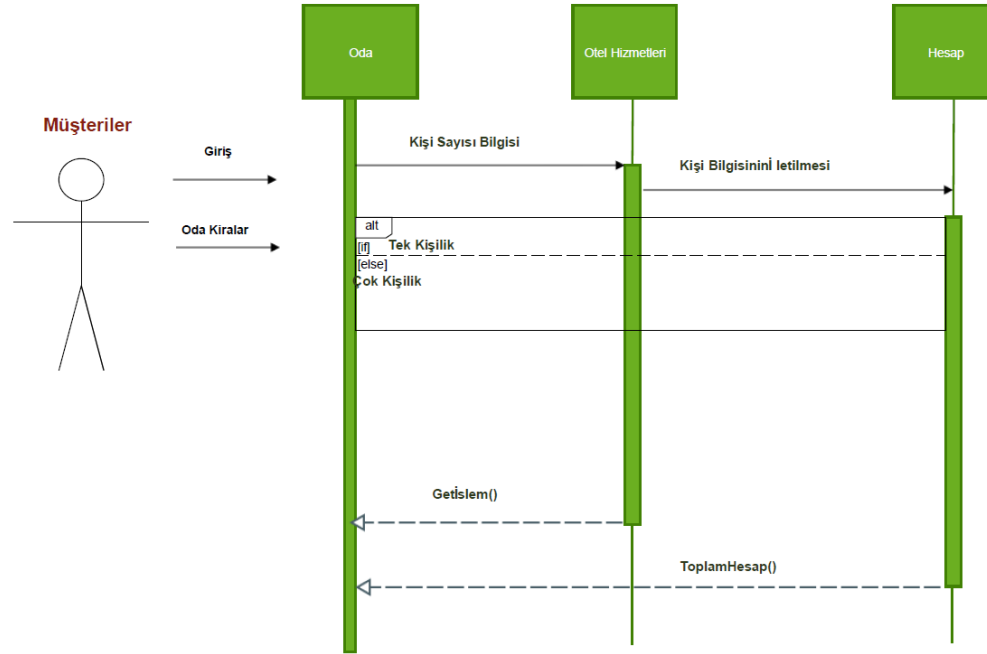 Oda
Otel Hizmetleri
Hesap
Müşteriler
Giriş
Kişi Sayısı Bilgisi
Kişi Bilgisininİ letilmesi
Oda Kiralar
alt
[if] Tek Kişilik
[else]
Çok Kişilik
Getİslem()
ToplamHesap()